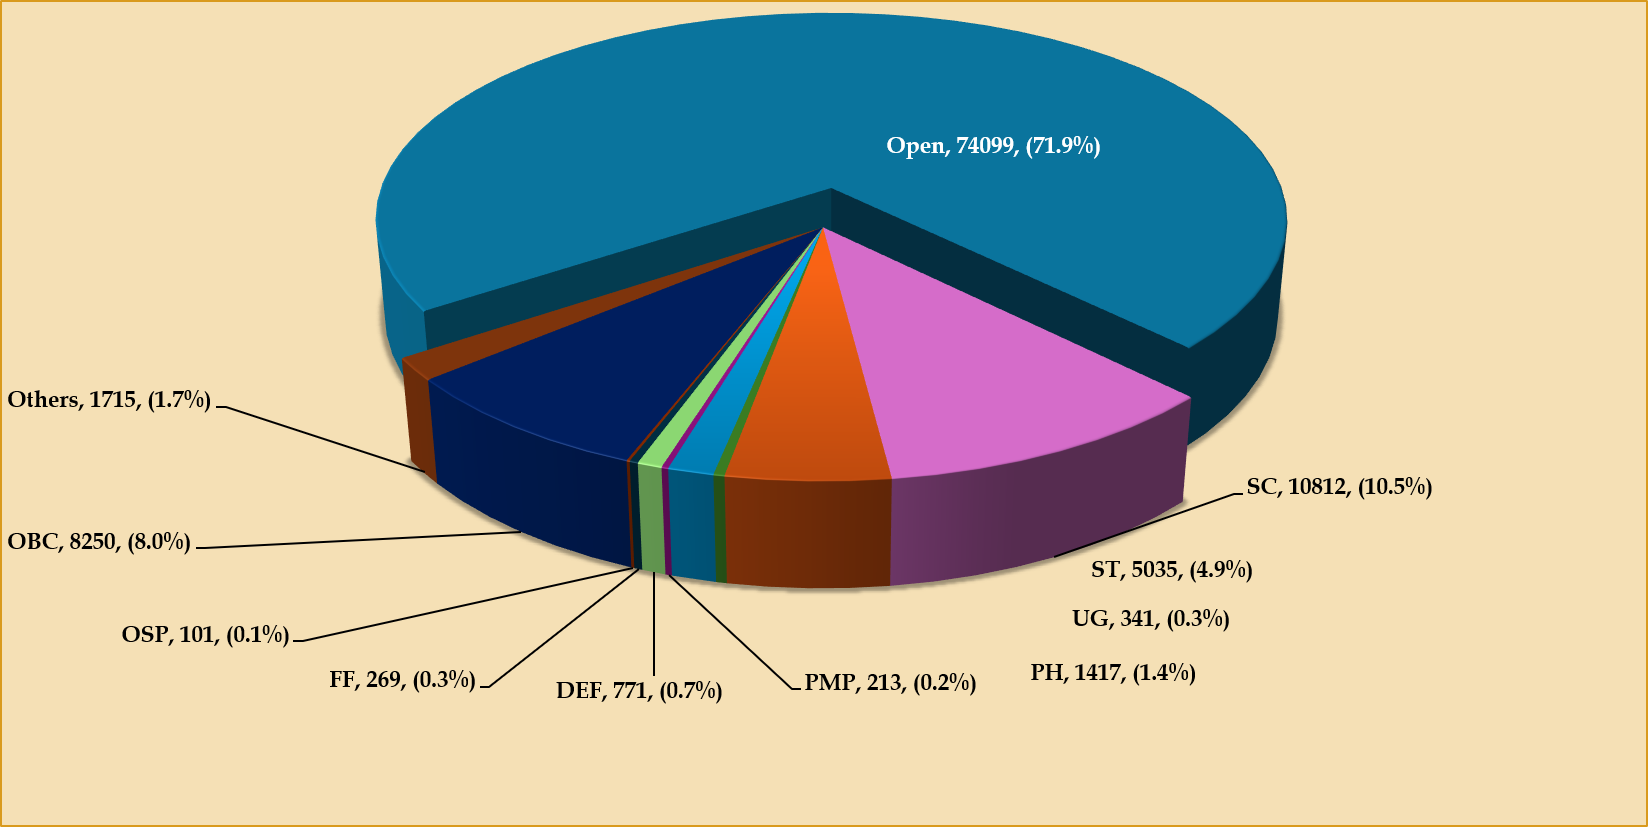 Open, 74099, (71.9%)
Others, 1715, (1.7%)
SC, 10812, (10.5%)
OBC, 8250, (8.0%)
ST, 5035, (4.9%)
UG, 341, (0.3%)
OSP, 101, (0.1%)
PH, 1417, (1.4%)
FF, 269, (0.3%)
DEF, 771, (0.7%)
PMP, 213, (0.2%)